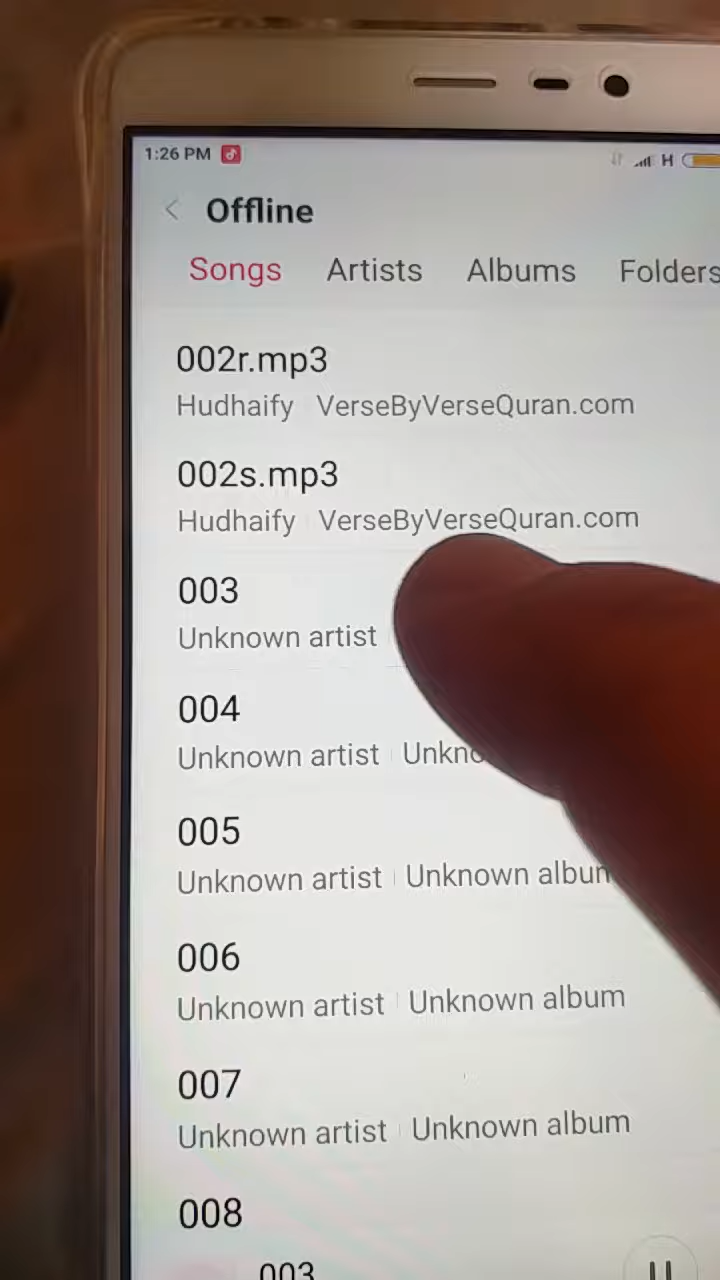 1:26 PM H
Offline
Songs Artists Albums Folders
002r.mp3
Hudhaify VerseByVerseQuran.com
002s.mp3
Hudhaify VerseByVerseQuran.com
003
Unknown artist
004
Unknown artist Unkno
005
Unknown artist Unknown album
006
Unknown artist Unknown album
007
Unknown artist Unknown album
008
003